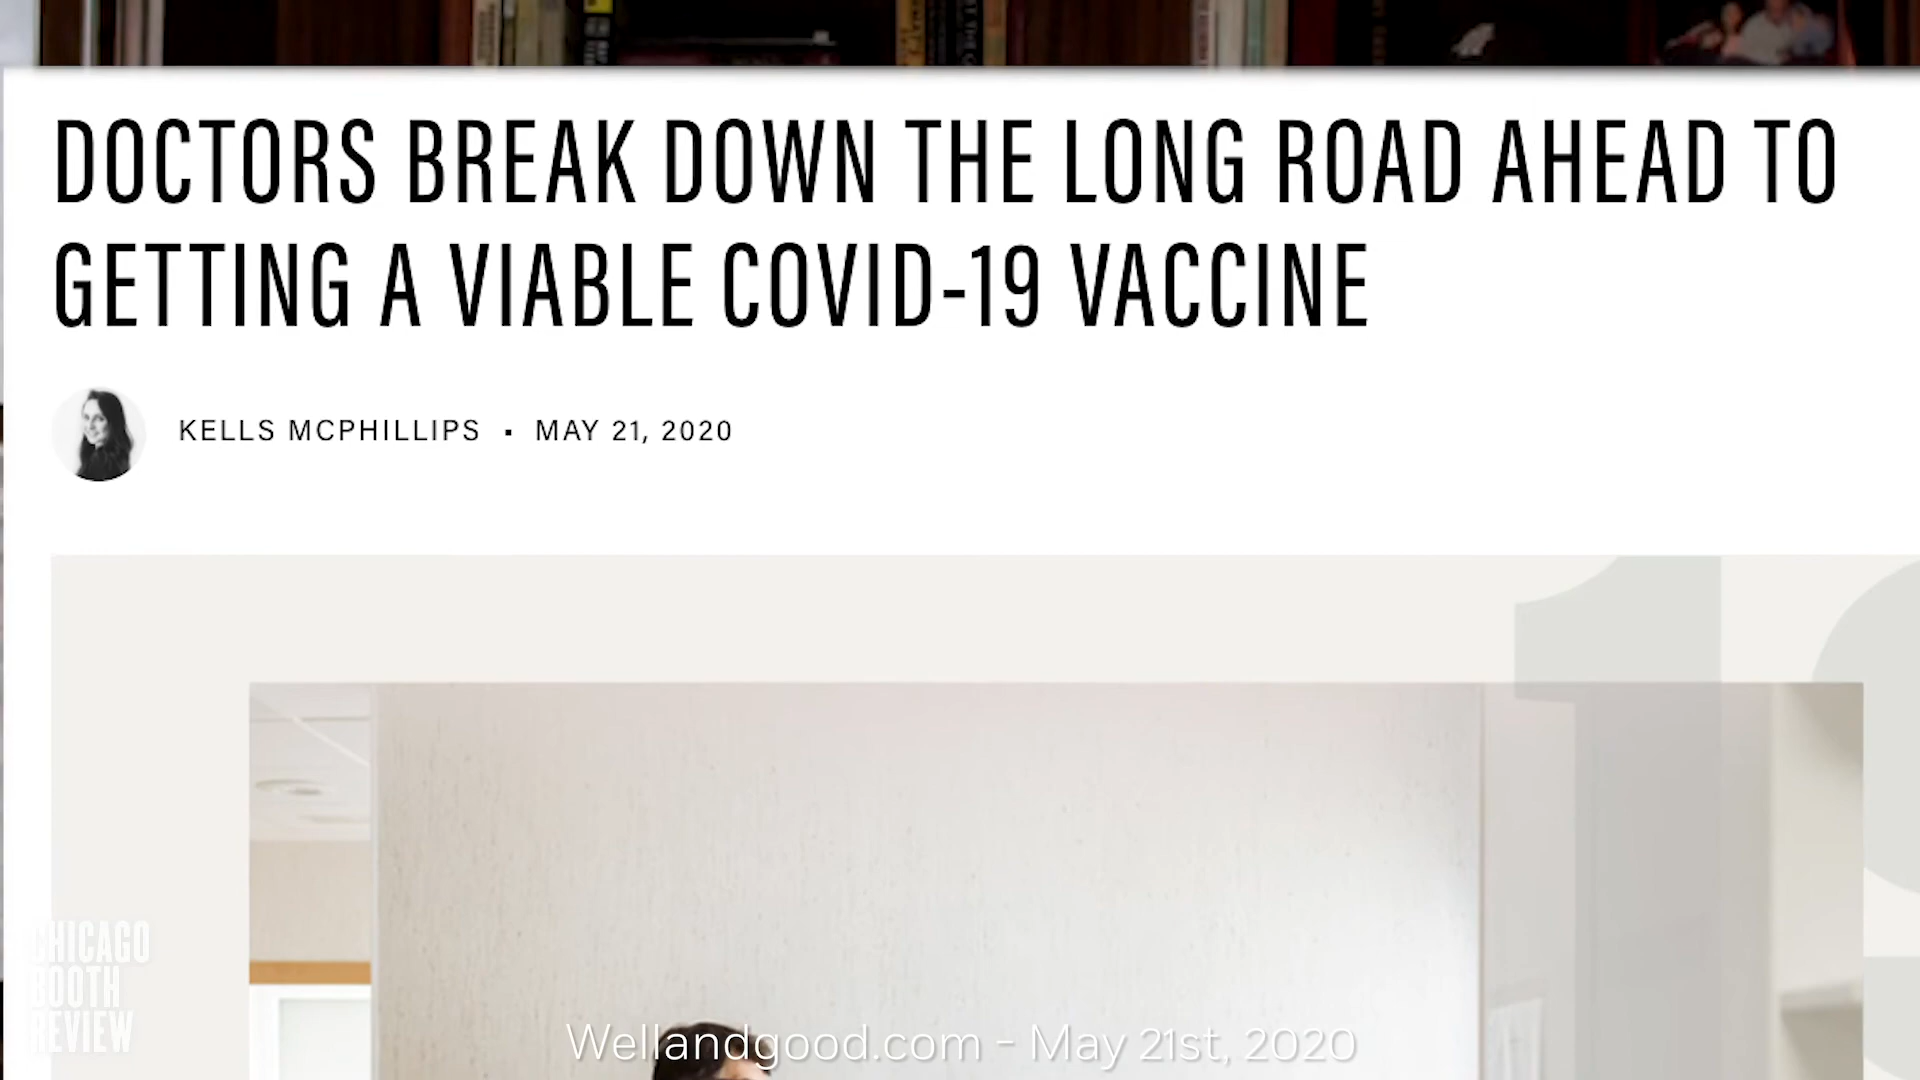 DOCTORS BREAK DOWN THE LONG ROAD AHEAD TO
GETTING A VIABLE COVID-19 VACCINE
KELLS MCPHILLIPS · MAY 21, 2020
CHICAGO
BOOTH
REVIEW
Wellandgood.com - May 21st, 2020